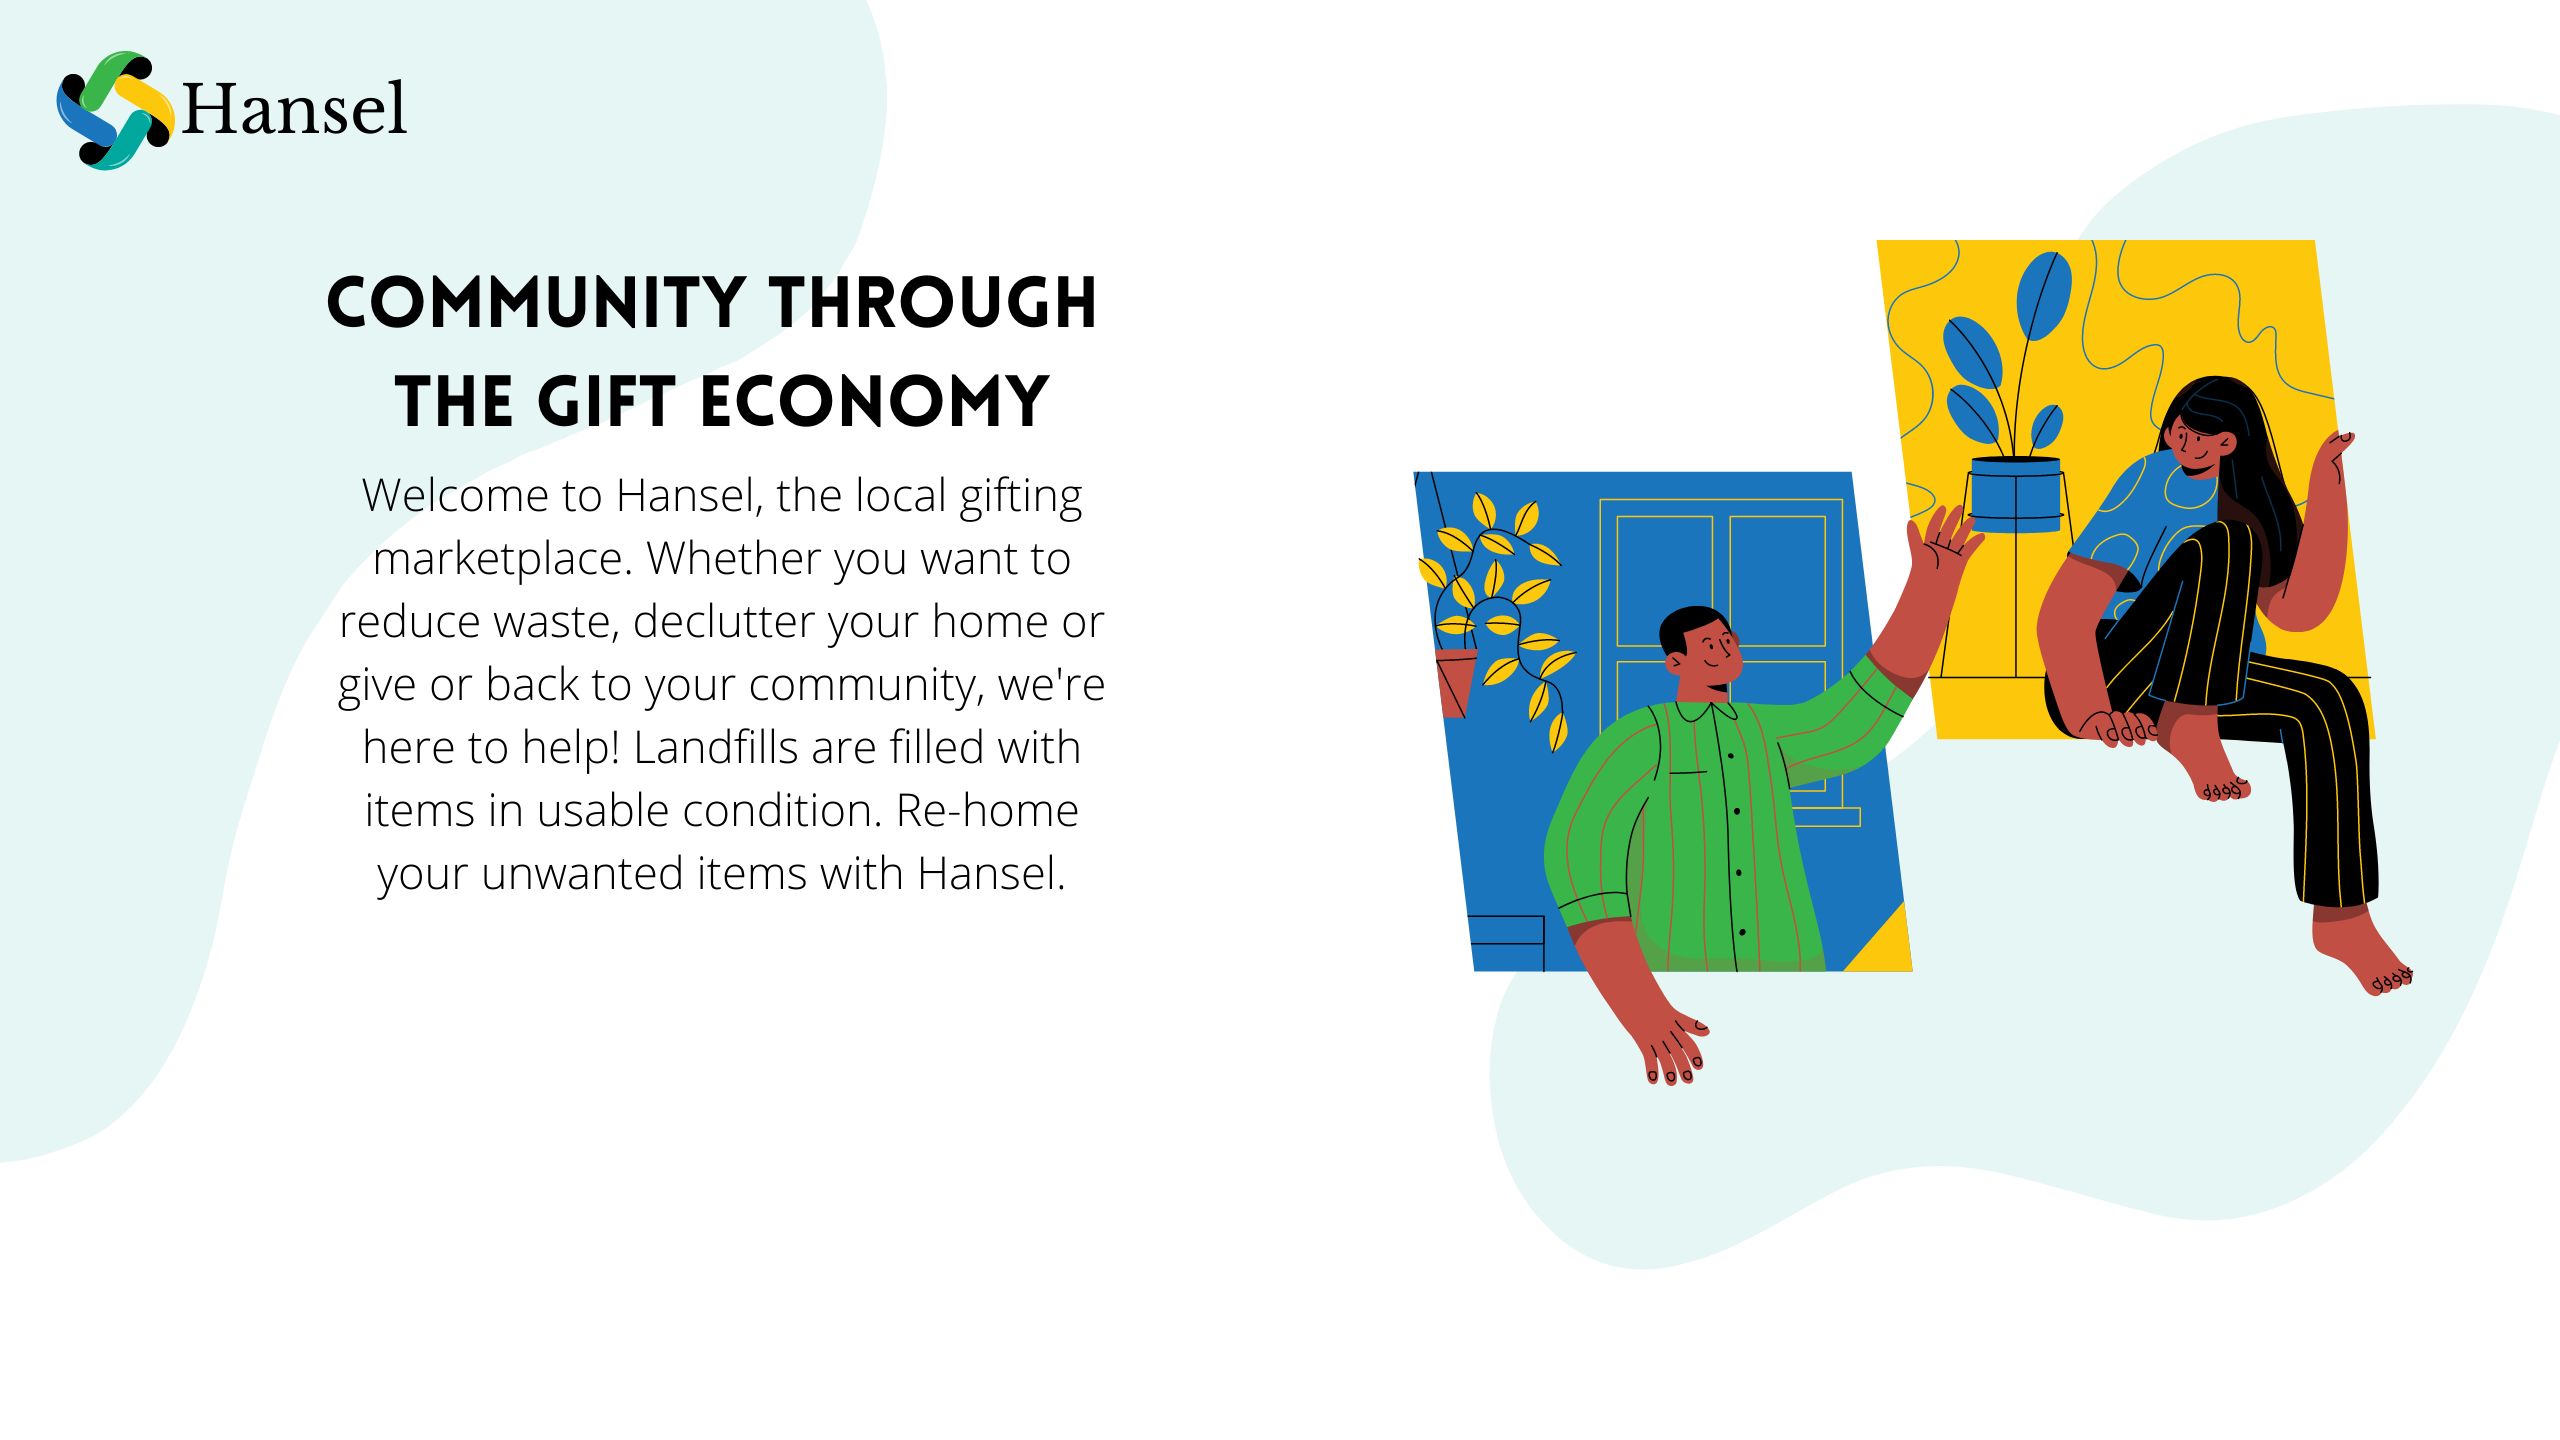 Hansel
COMMUNITY THROUGH
THE GIFT ECONOMY
Welcome to Hansel, the local gifting
marketplace. Whether you want to
reduce waste, declutter your home or
give or back to your community, we're
here to help! Landfills are filled with
items in usable condition. Re-home
your unwanted items with Hansel.